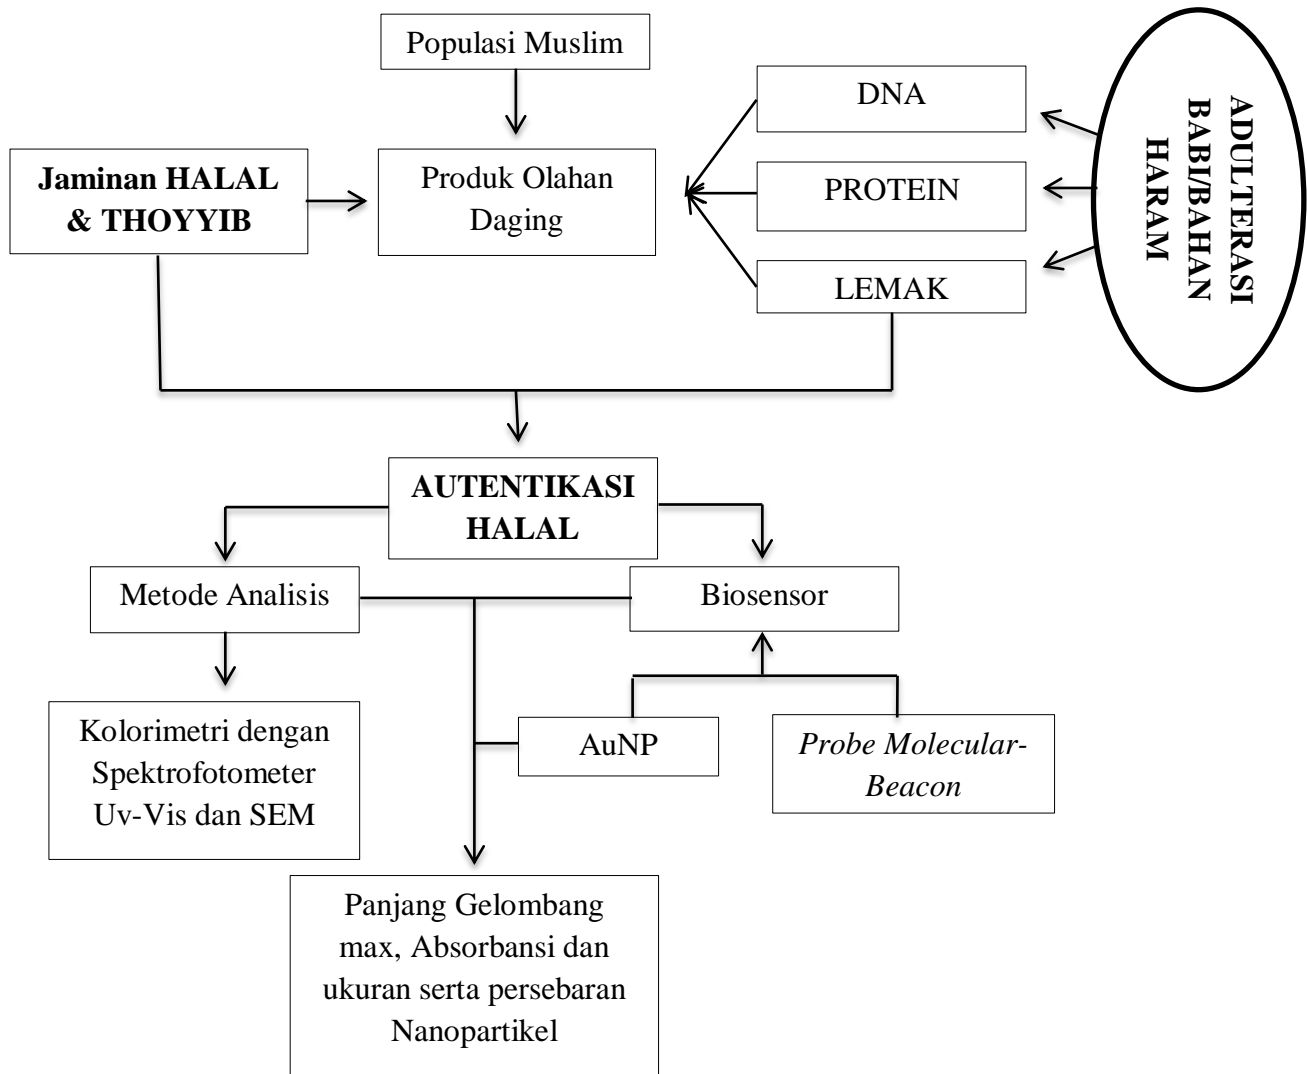 Populasi Muslim
DNA
ADULTERASI
BABI/BAHAN
HARAM
Jaminan HALAL
& THOYYIB
Produk Olahan
Daging
PROTEIN
LEMAK
AUTENTIKASI
HALAL
Metode Analisis
Biosensor
Kolorimetri dengan
Spektrofotometer
Uv-Vis dan SEM
AuNP
Probe Molecular-
Beacon
Panjang Gelombang
max, Absorbansi dan
ukuran serta persebaran
Nanopartikel